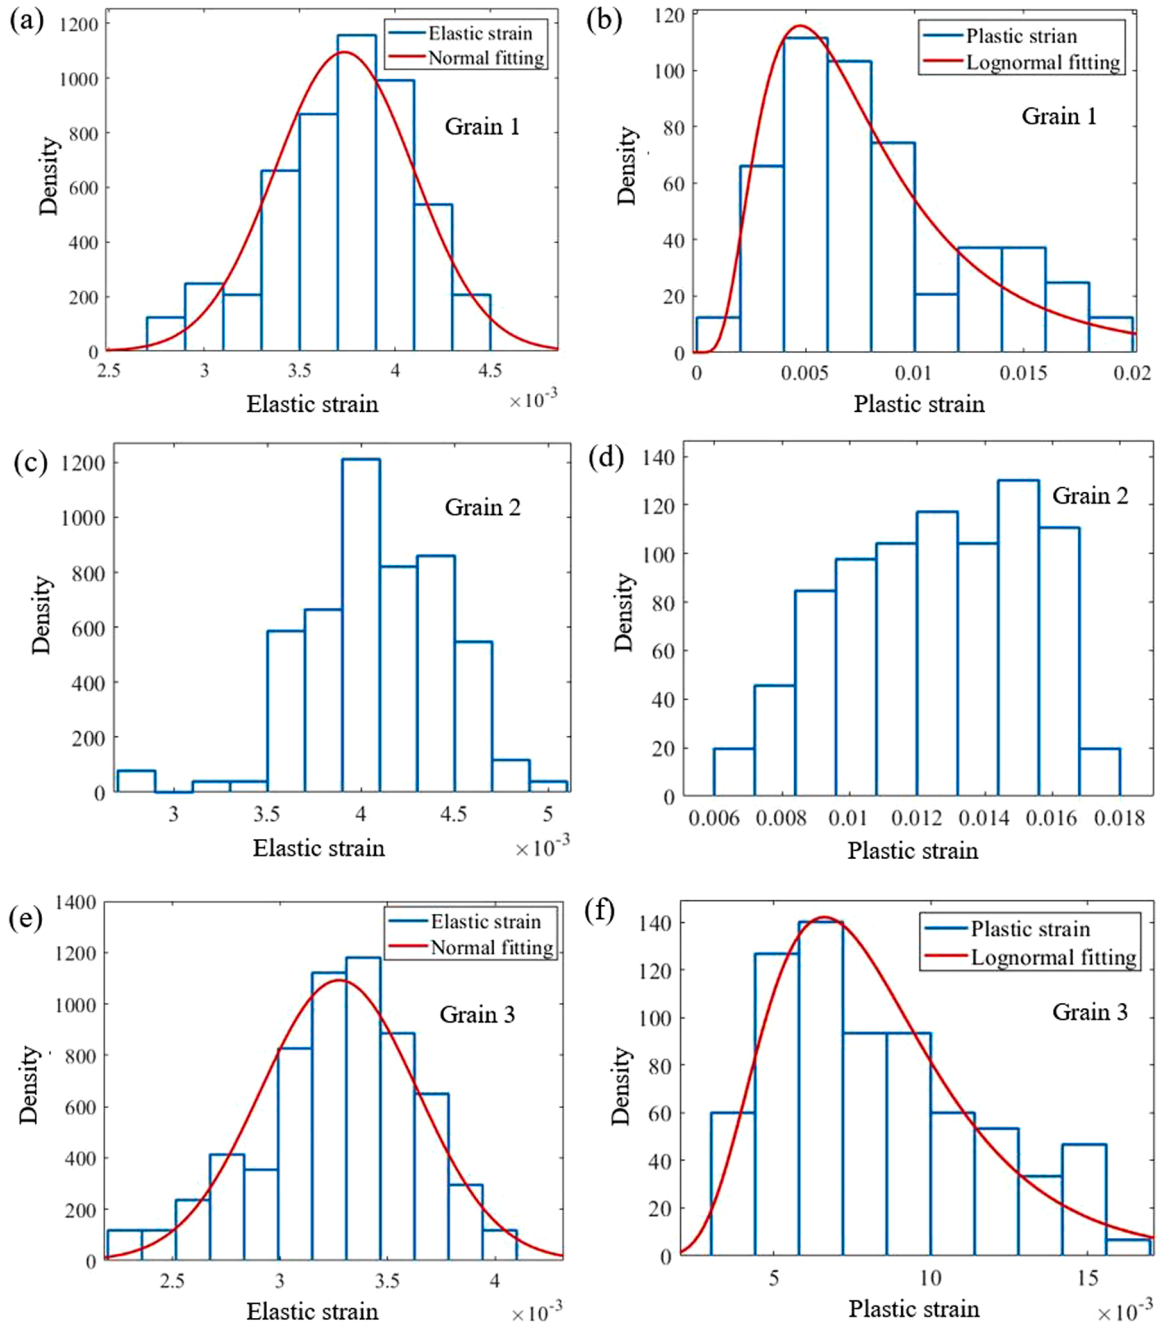 (a)
1200
1000
800
600
400
200
0
Density
Elastic strain
Normal fitting
Grain 1
2.5 3 3.5 4 4.5
×10⁻³
Elastic strain
(b)
120
100
80
60
40
20
0
Density
Plastic strian
Lognormal fitting
Grain 1
0 0.005 0.01 0.015 0.02
Plastic strain
(c)
1200
1000
800
600
400
200
0
Density
Grain 2
3 3.5 4 4.5 5
×10⁻³
Elastic strain
(d)
140
120
100
80
60
40
20
0
Density
Grain 2
0.006 0.008 0.01 0.012 0.014 0.016 0.018
Plastic strain
(e)
1400
1200
1000
800
600
400
200
0
Density
Elastic strain
Normal fitting
Grain 3
2.5 3 3.5 4
×10⁻³
Elastic strain
(f)
140
120
100
80
60
40
20
0
Density
Plastic strain
Lognormal fitting
Grain 3
5 10 15
×10⁻³
Plastic strain